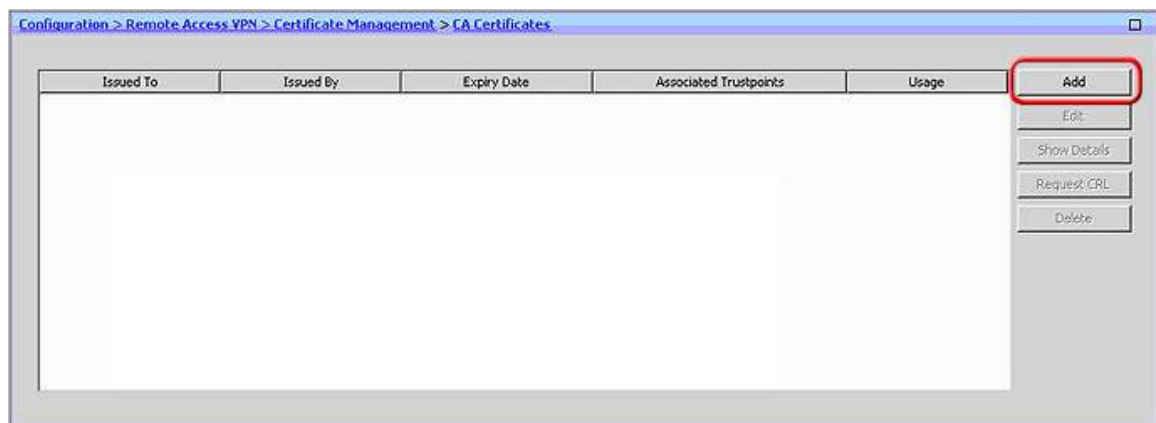 Configuration > Remote Access VPN > Certificate Management > CA Certificates
Issued To Issued By Expiry Date Associated Trustpoints Usage
Add
Edit
Show Details
Request CRL
Delete